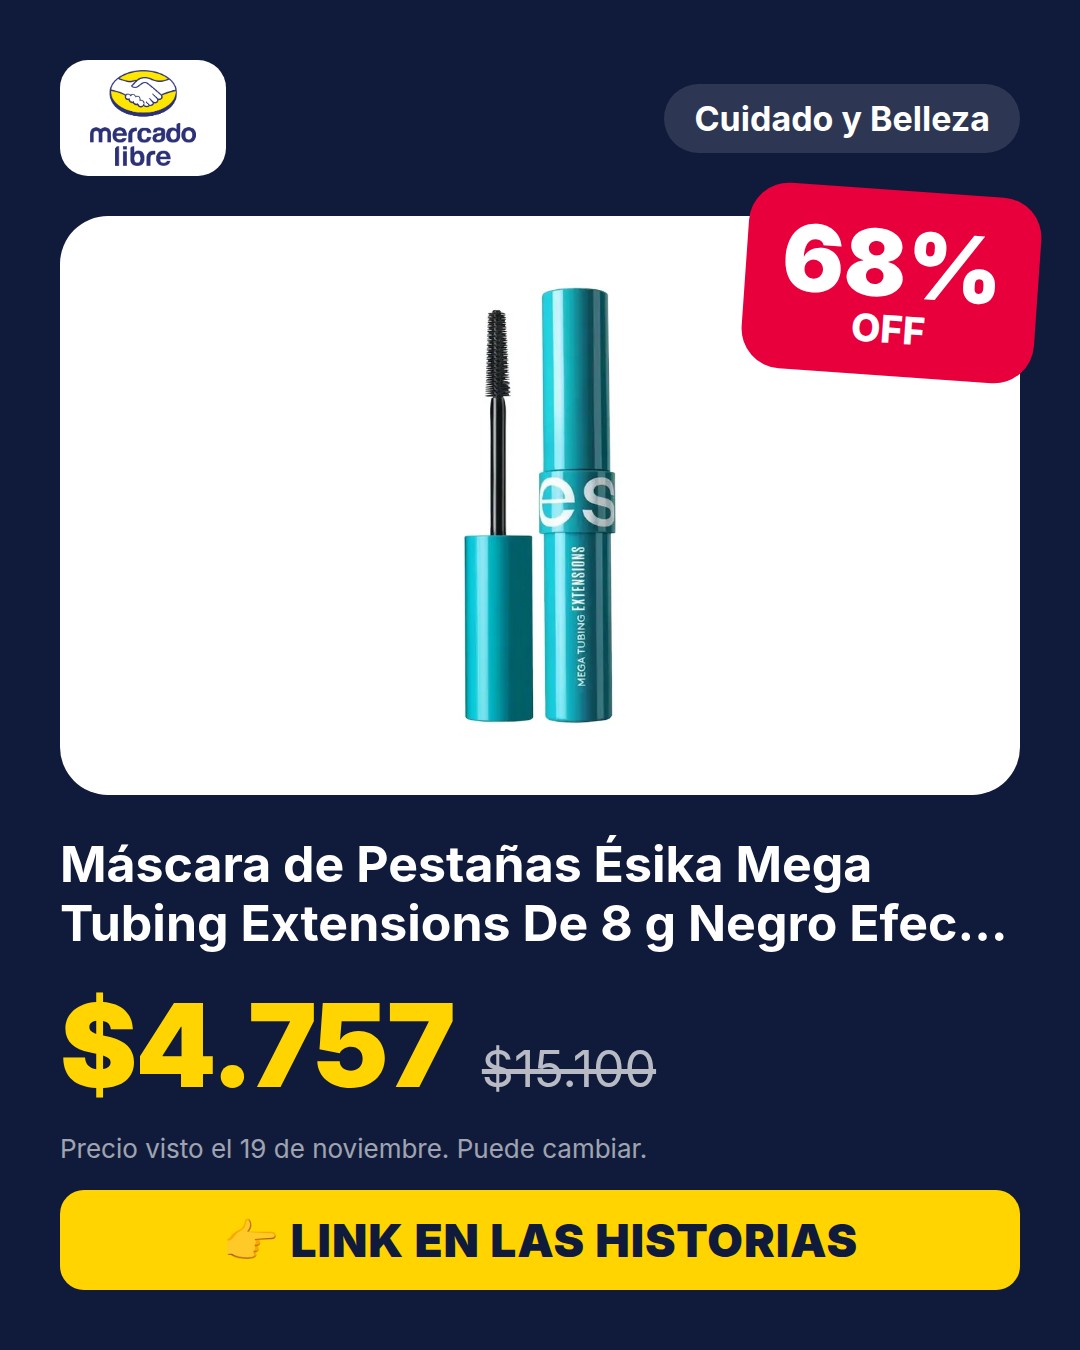 mercado
libre
Cuidado y Belleza
68%
OFF
es
MEGA TUBING EXTENSIONS
Máscara de Pestañas Ésika Mega
Tubing Extensions De 8 g Negro Efec...
$4.757 $15.100
Precio visto el 19 de noviembre. Puede cambiar.
👉 LINK EN LAS HISTORIAS